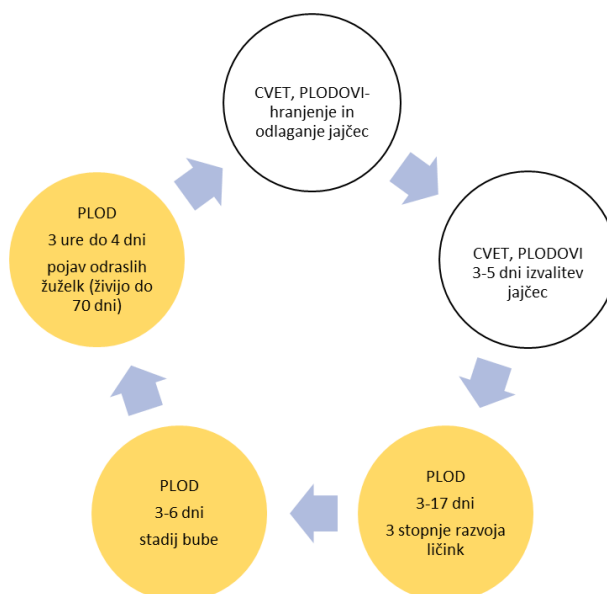 CVET, PLODOVI-
hranjenje in
odlaganje jajčec
CVET, PLODOVI
3-5 dni izvalitev
jajčec
PLOD
3-17 dni
3 stopnje razvoja
ličink
PLOD
3-6 dni
stadij bube
PLOD
3 ure do 4 dni
pojav odraslih
žuželk (živijo do
70 dni)